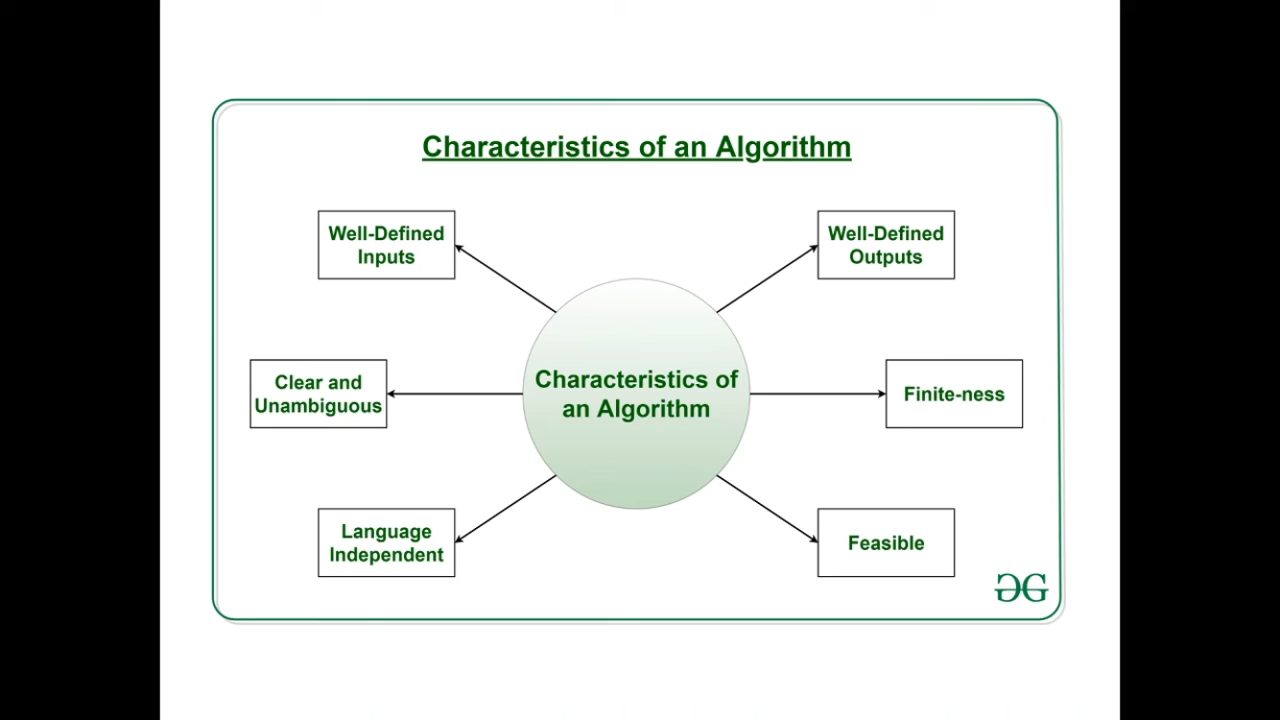 Characteristics of an Algorithm
Well-Defined
Inputs
Well-Defined
Outputs
Clear and
Unambiguous
Characteristics of
an Algorithm
Finite-ness
Language
Independent
Feasible